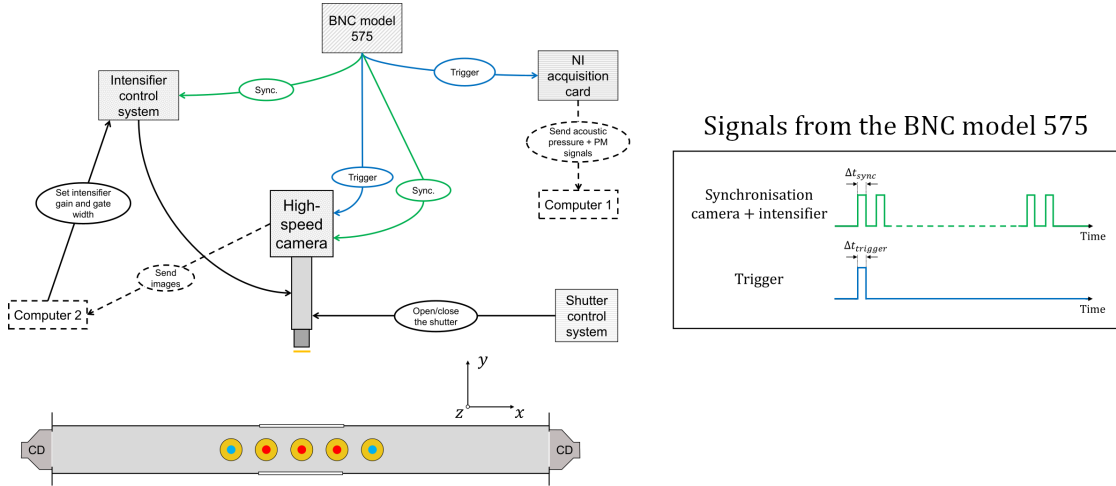 BNC model
575
Intensifier
control
system
Sync.
Trigger
NI
acquisition
card
Send acoustic
pressure + PM
signals
Computer 1
Set intensifier
gain and gate
width
Trigger
Sync.
High-
speed
camera
Send
images
Computer 2
Open/close
the shutter
Shutter
control
system
y
z
x
CD
CD
Signals from the BNC model 575
Synchronisation
camera + intensifier
Δt_sync
Time
Trigger
Δt_trigger
Time